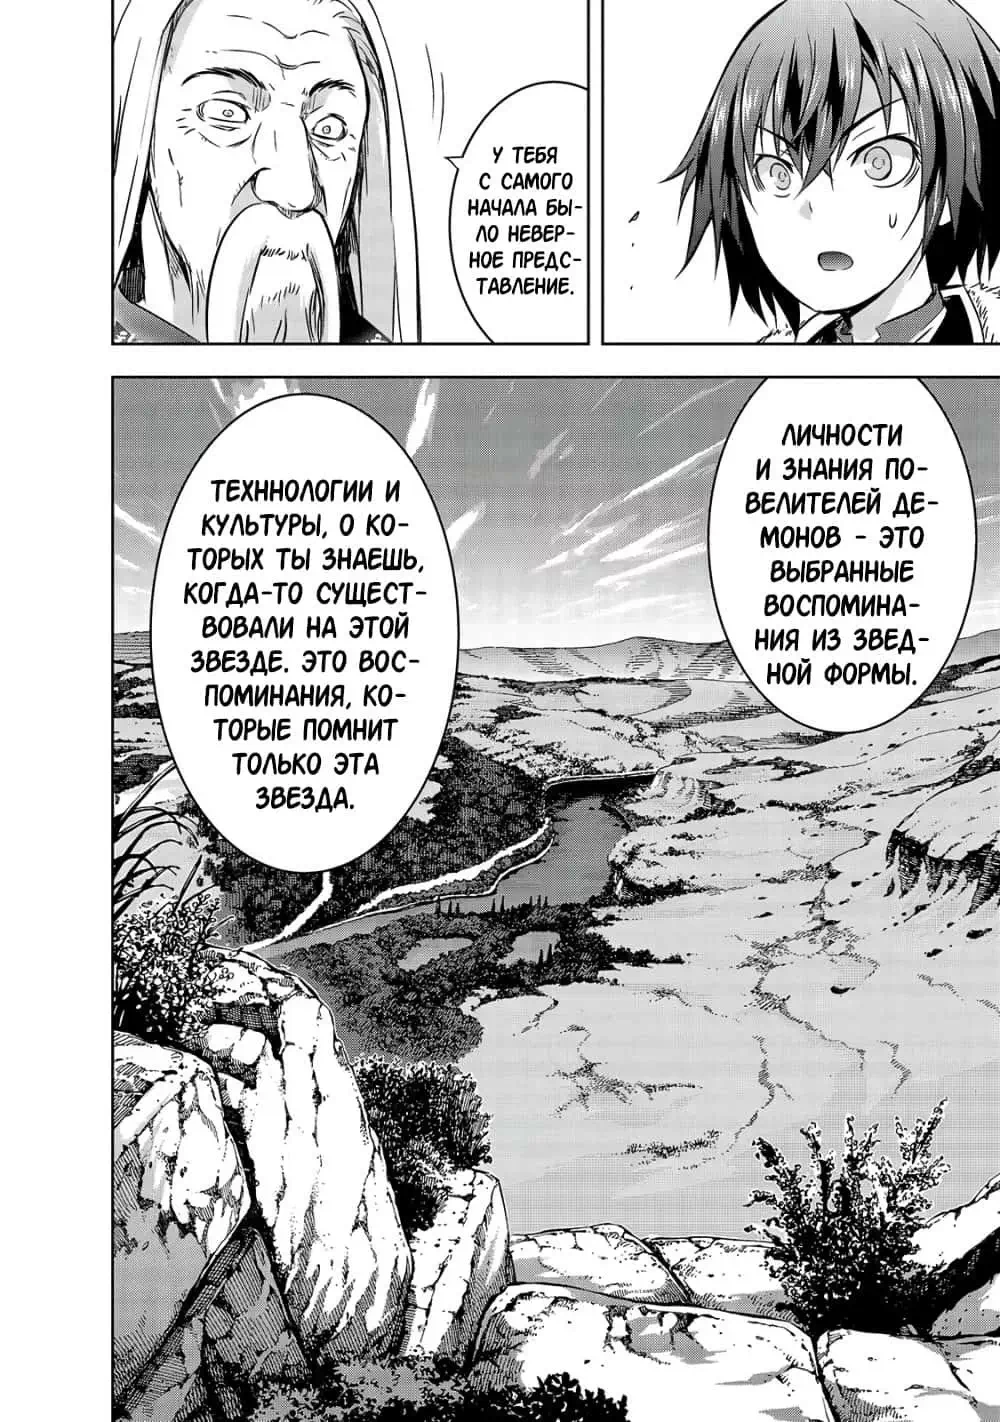 У ТЕБЯ
С САМОГО
НАЧАЛА БЫ-
ЛО НЕВЕР-
НОЕ ПРЕДС-
ТАВЛЕНИЕ.
ЛИЧНОСТИ
И ЗНАНИЯ ПО-
ВЕЛИТЕЛЕЙ ДЕ-
МОНОВ - ЭТО
ВЫБРАННЫЕ
ВОСПОМИНА-
НИЯ ИЗ ЗВЕД-
НОЙ ФОРМЫ.
ТЕХННОЛОГИИ И
КУЛЬТУРЫ, О КО-
ТОРЫХ ТЫ ЗНАЕШЬ,
КОГДА-ТО СУЩЕСТ-
ВОВАЛИ НА ЭТОЙ
ЗВЕЗДЕ. ЭТО ВОС-
ПОМИНАНИЯ, КО-
ТОРЫЕ ПОМНИТ
ТОЛЬКО ЭТА
ЗВЕЗДА.